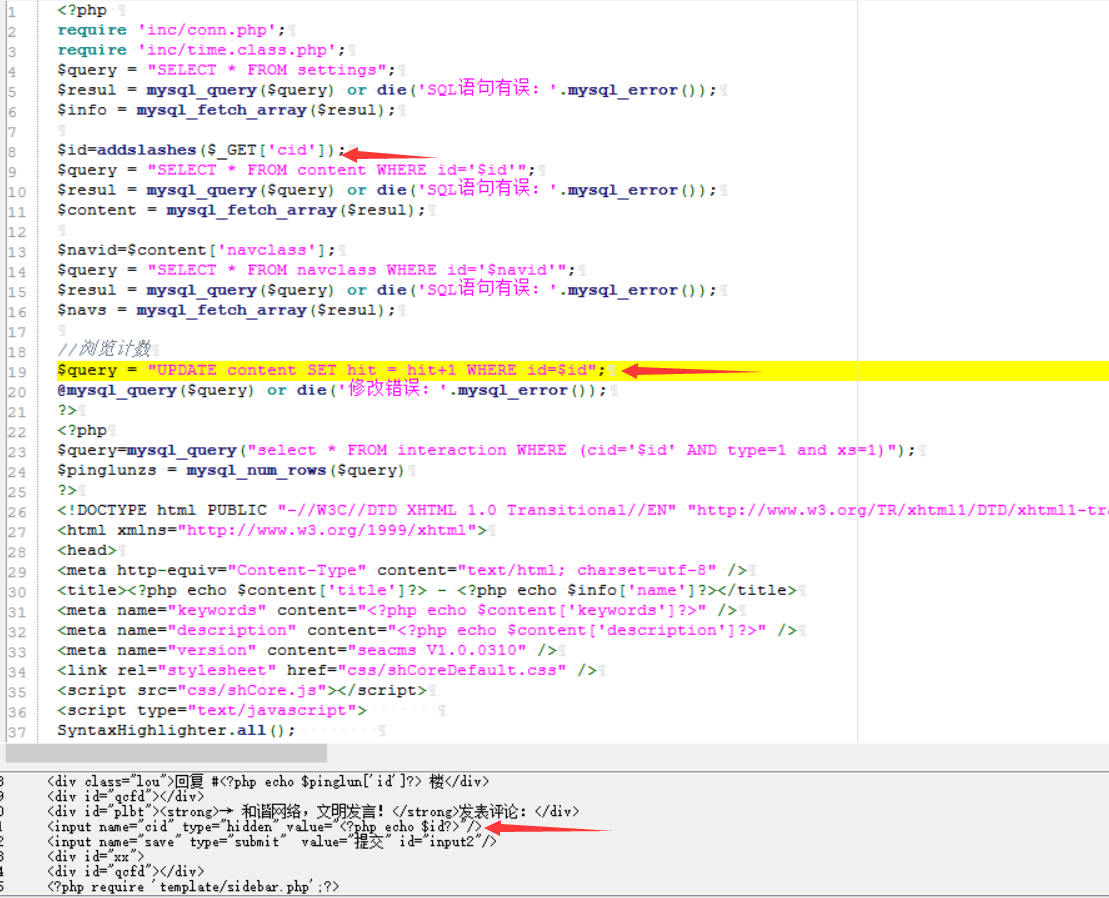 1 <?php
2 require 'inc/conn.php';
3 require 'inc/time.class.php';
4 $query = "SELECT * FROM settings";
5 $resul = mysql_query($query) or die('SQL语句有误：'.mysql_error());
6 $info = mysql_fetch_array($resul);
7
8 $id=addslashes($_GET['cid']);
9 $query = "SELECT * FROM content WHERE id='$id'";
10 $resul = mysql_query($query) or die('SQL语句有误：'.mysql_error());
11 $content = mysql_fetch_array($resul);
12
13 $navid=$content['navclass'];
14 $query = "SELECT * FROM navclass WHERE id='$navid'";
15 $resul = mysql_query($query) or die('SQL语句有误：'.mysql_error());
16 $navs = mysql_fetch_array($resul);
17
18 //浏览计数
19 $query = "UPDATE content SET hit = hit+1 WHERE id=$id";
20 @mysql_query($query) or die('修改错误：'.mysql_error());
21 ?>
22 <?php
23 $query=mysql_query("select * FROM interaction WHERE (cid='$id' AND type=1 and xs=1)");
24 $pinglunzs = mysql_num_rows($query)
25 ?>
26 <!DOCTYPE html PUBLIC "-//W3C//DTD XHTML 1.0 Transitional//EN" "http://www.w3.org/TR/xhtml1/DTD/xhtml1-tra
27 <html xmlns="http://www.w3.org/1999/xhtml">
28 <head>
29 <meta http-equiv="Content-Type" content="text/html; charset=utf-8" />
30 <title><?php echo $content['title']?> - <?php echo $info['name']?></title>
31 <meta name="keywords" content="<?php echo $content['keywords']?>" />
32 <meta name="description" content="<?php echo $content['description']?>" />
33 <meta name="version" content="seacms V1.0.0310" />
34 <link rel="stylesheet" href="css/shCoreDefault.css" />
35 <script src="css/shCore.js"></script>
36 <script type="text/javascript">
37 SyntaxHighlighter.all();
8 <div class="lou">回复 #<?php echo $pinglun['id']?> 楼</div>
9 <div id="qcfd"></div>
0 <div id="plbt"><strong>→ 和谐网络，文明发言！</strong>发表评论：</div>
1 <input name="cid" type="hidden" value="<?php echo $id?>"/>
2 <input name="save" type="submit" value="提交" id="input2"/>
3 <div id="xx">
4 <div id="qcfd"></div>
5 <?php require 'template/sidebar.php';?>